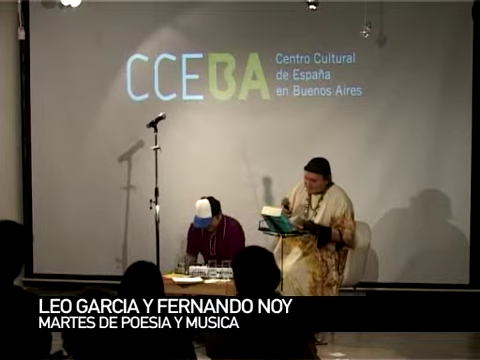 CCEBA
Centro Cultural
de España
en Buenos Aires
LEO GARCIA Y FERNANDO NOY
MARTES DE POESIA Y MUSICA